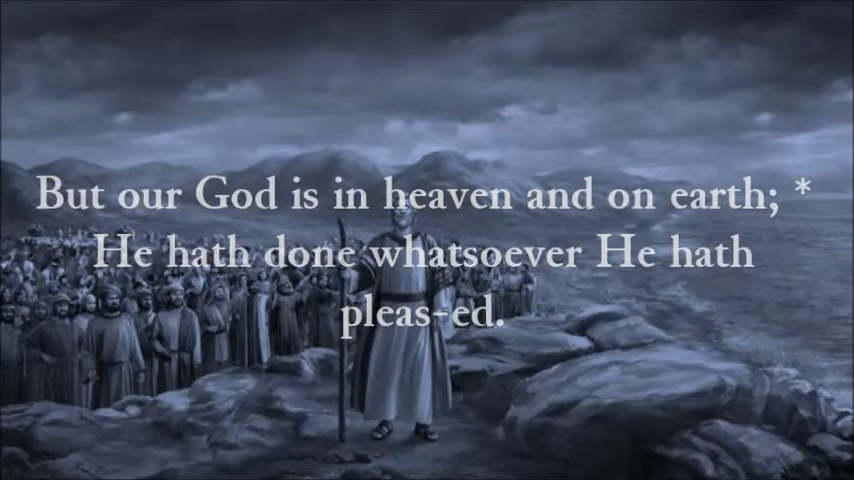 But our God is in heaven and on earth; *
He hath done whatsoever He hath
pleas-ed.